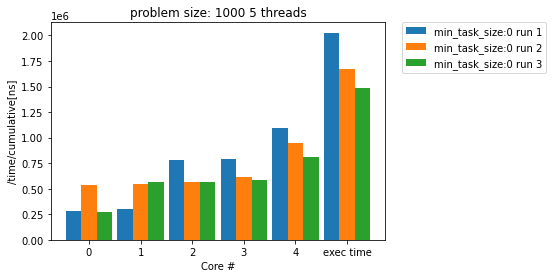 problem size: 1000 5 threads
1e6
min_task_size:0 run 1
min_task_size:0 run 2
min_task_size:0 run 3
/time/cumulative[ns]
2.00
1.75
1.50
1.25
1.00
0.75
0.50
0.25
0.00
0 1 2 3 4 exec time
Core #